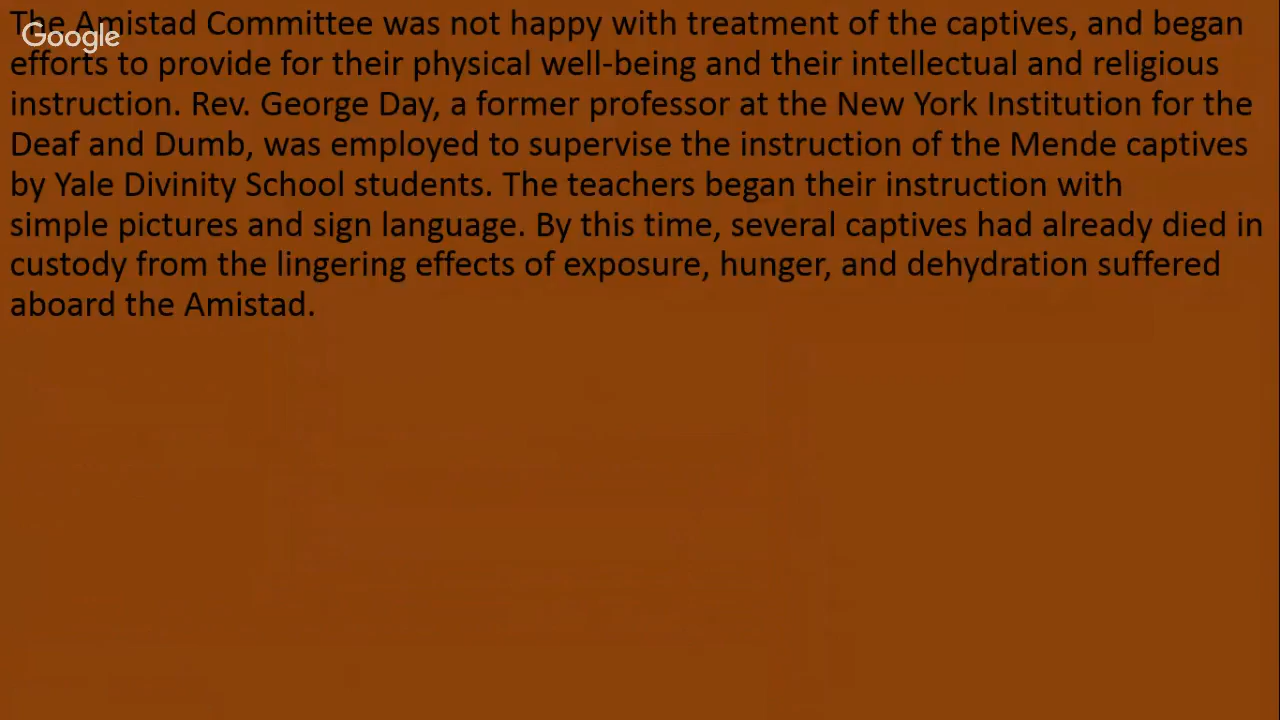 The Amistad Committee was not happy with treatment of the captives, and began
Google
efforts to provide for their physical well-being and their intellectual and religious
instruction. Rev. George Day, a former professor at the New York Institution for the
Deaf and Dumb, was employed to supervise the instruction of the Mende captives
by Yale Divinity School students. The teachers began their instruction with
simple pictures and sign language. By this time, several captives had already died in
custody from the lingering effects of exposure, hunger, and dehydration suffered
aboard the Amistad.